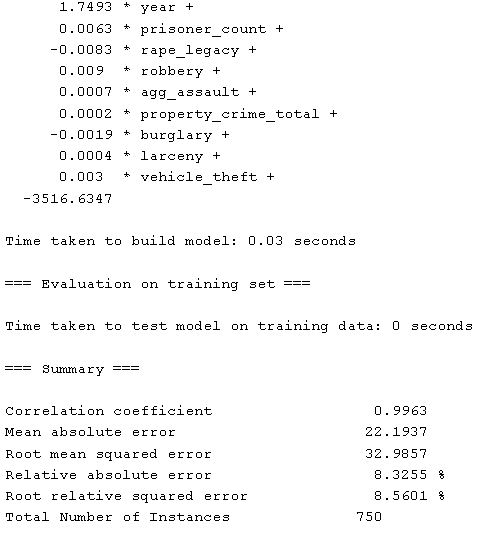 1.7493 * year +
0.0063 * prisoner_count +
-0.0083 * rape_legacy +
0.009 * robbery +
0.0007 * agg_assault +
0.0002 * property_crime_total +
-0.0019 * burglary +
0.0004 * larceny +
0.003 * vehicle_theft +
-3516.6347
Time taken to build model: 0.03 seconds
=== Evaluation on training set ===
Time taken to test model on training data: 0 seconds
=== Summary ===
Correlation coefficient 0.9963
Mean absolute error 22.1937
Root mean squared error 32.9857
Relative absolute error 8.3255 %
Root relative squared error 8.5601 %
Total Number of Instances 750